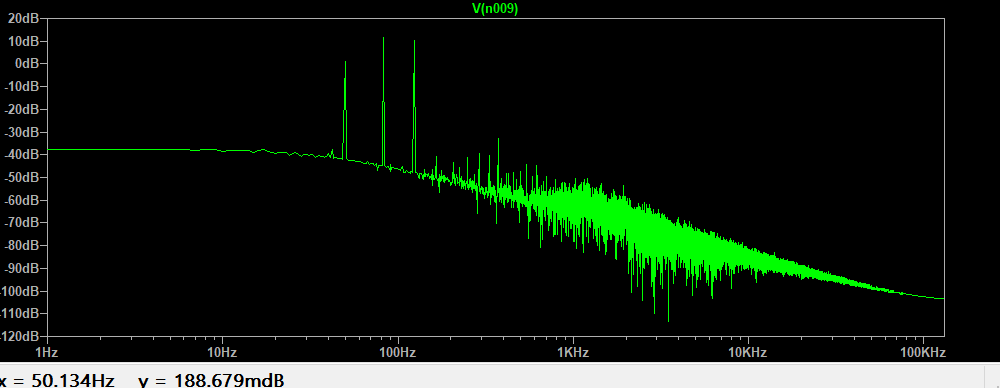 V(n009)
20dB
10dB
0dB
-10dB
-20dB
-30dB
-40dB
-50dB
-60dB
-70dB
-80dB
-90dB
-100dB
-110dB
-120dB
1Hz 10Hz 100Hz 1KHz 10KHz 100KHz
x = 50.134Hz y = 188.679mdB